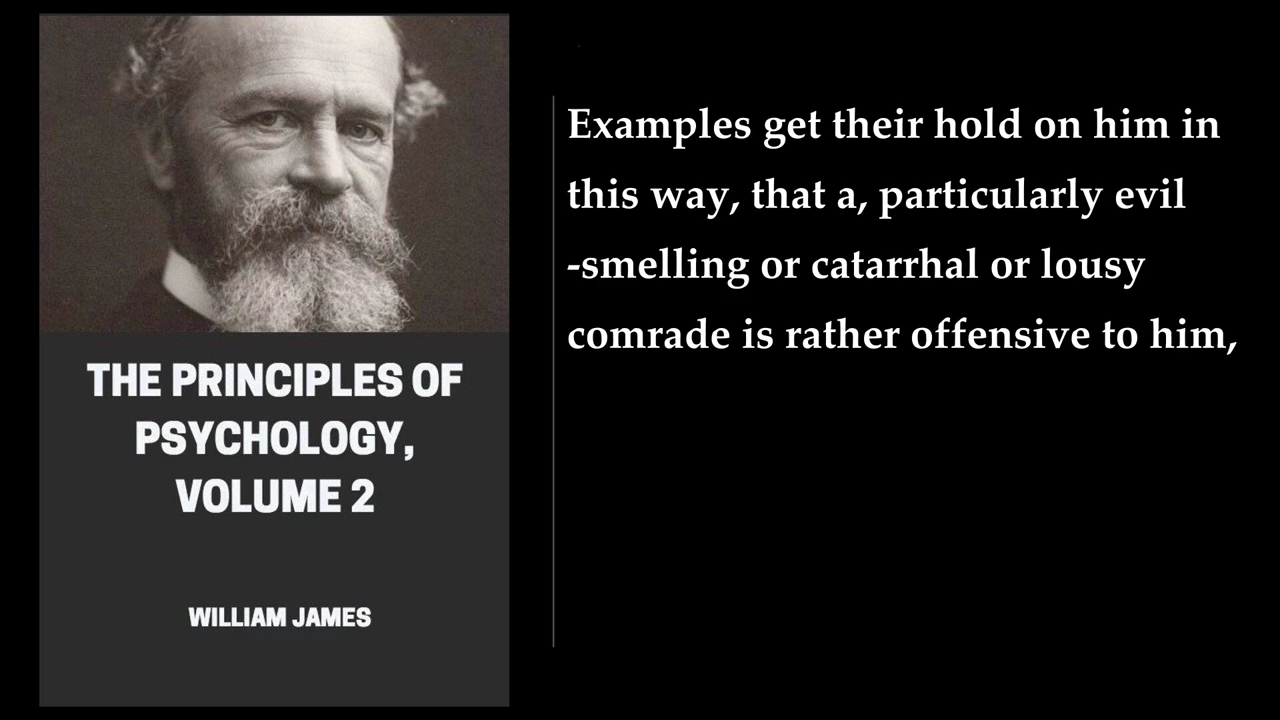 THE PRINCIPLES OF
PSYCHOLOGY,
VOLUME 2
WILLIAM JAMES
Examples get their hold on him in
this way, that a, particularly evil
-smelling or catarrhal or lousy
comrade is rather offensive to him,